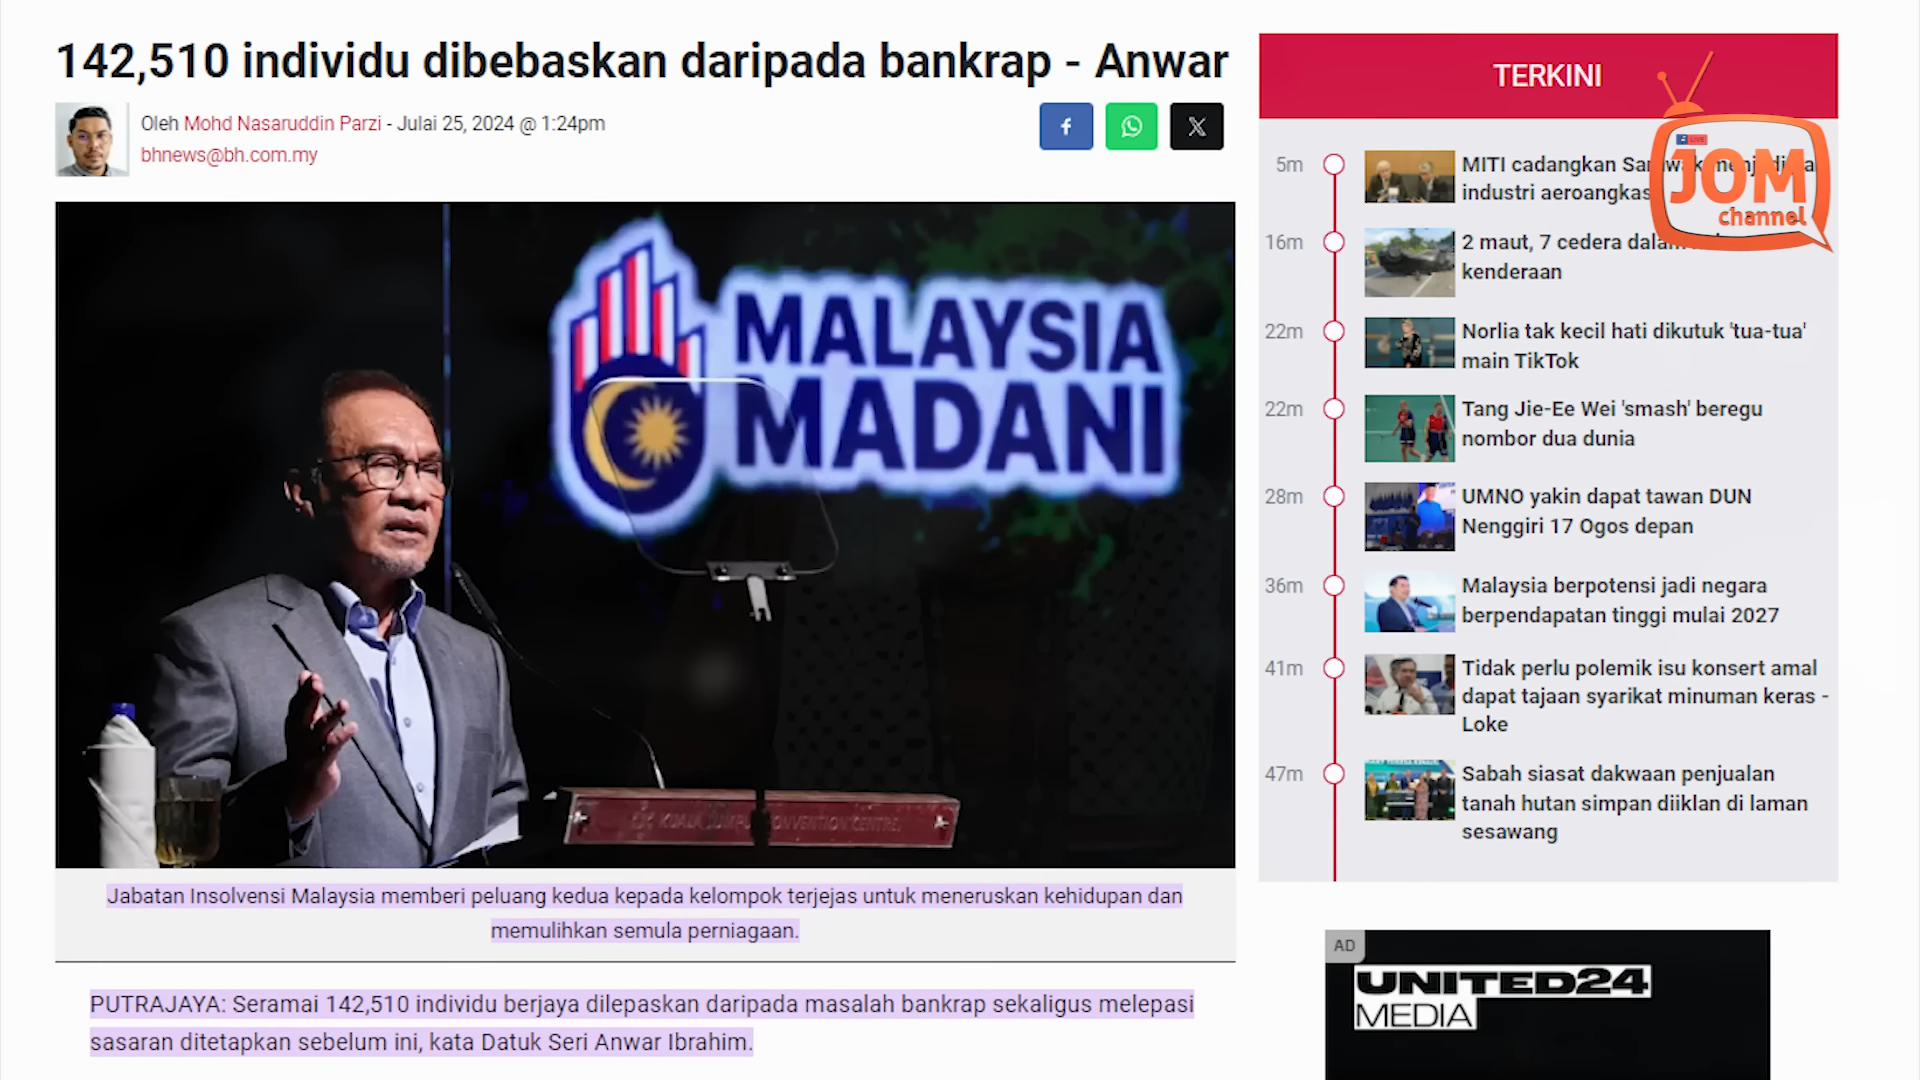 142,510 individu dibebaskan daripada bankrap - Anwar
Oleh Mohd Nasaruddin Parzi - Julai 25, 2024 @ 1:24pm
bhnews@bh.com.my
MALAYSIA
MADANI
KUALA LUMPUR CONVENTION CENTRE
Jabatan Insolvensi Malaysia memberi peluang kedua kepada kelompok terjejas untuk meneruskan kehidupan dan
memulihkan semula perniagaan.
PUTRAJAYA: Seramai 142,510 individu berjaya dilepaskan daripada masalah bankrap sekaligus melepasi
sasaran ditetapkan sebelum ini, kata Datuk Seri Anwar Ibrahim.
TERKINI
LIVE
JOM
channel
5m
MITI cadangkan Sarawak
industri aeroangkas
16m
2 maut, 7 cedera dalam
kenderaan
22m
Norlia tak kecil hati dikutuk 'tua-tua'
main TikTok
22m
Tang Jie-Ee Wei 'smash' beregu
nombor dua dunia
28m
UMNO yakin dapat tawan DUN
Nenggiri 17 Ogos depan
36m
Malaysia berpotensi jadi negara
berpendapatan tinggi mulai 2027
41m
Tidak perlu polemik isu konsert amal
dapat tajaan syarikat minuman keras -
Loke
47m
Sabah siasat dakwaan penjualan
tanah hutan simpan diiklan di laman
sesawang
AD
UNITED24
MEDIA